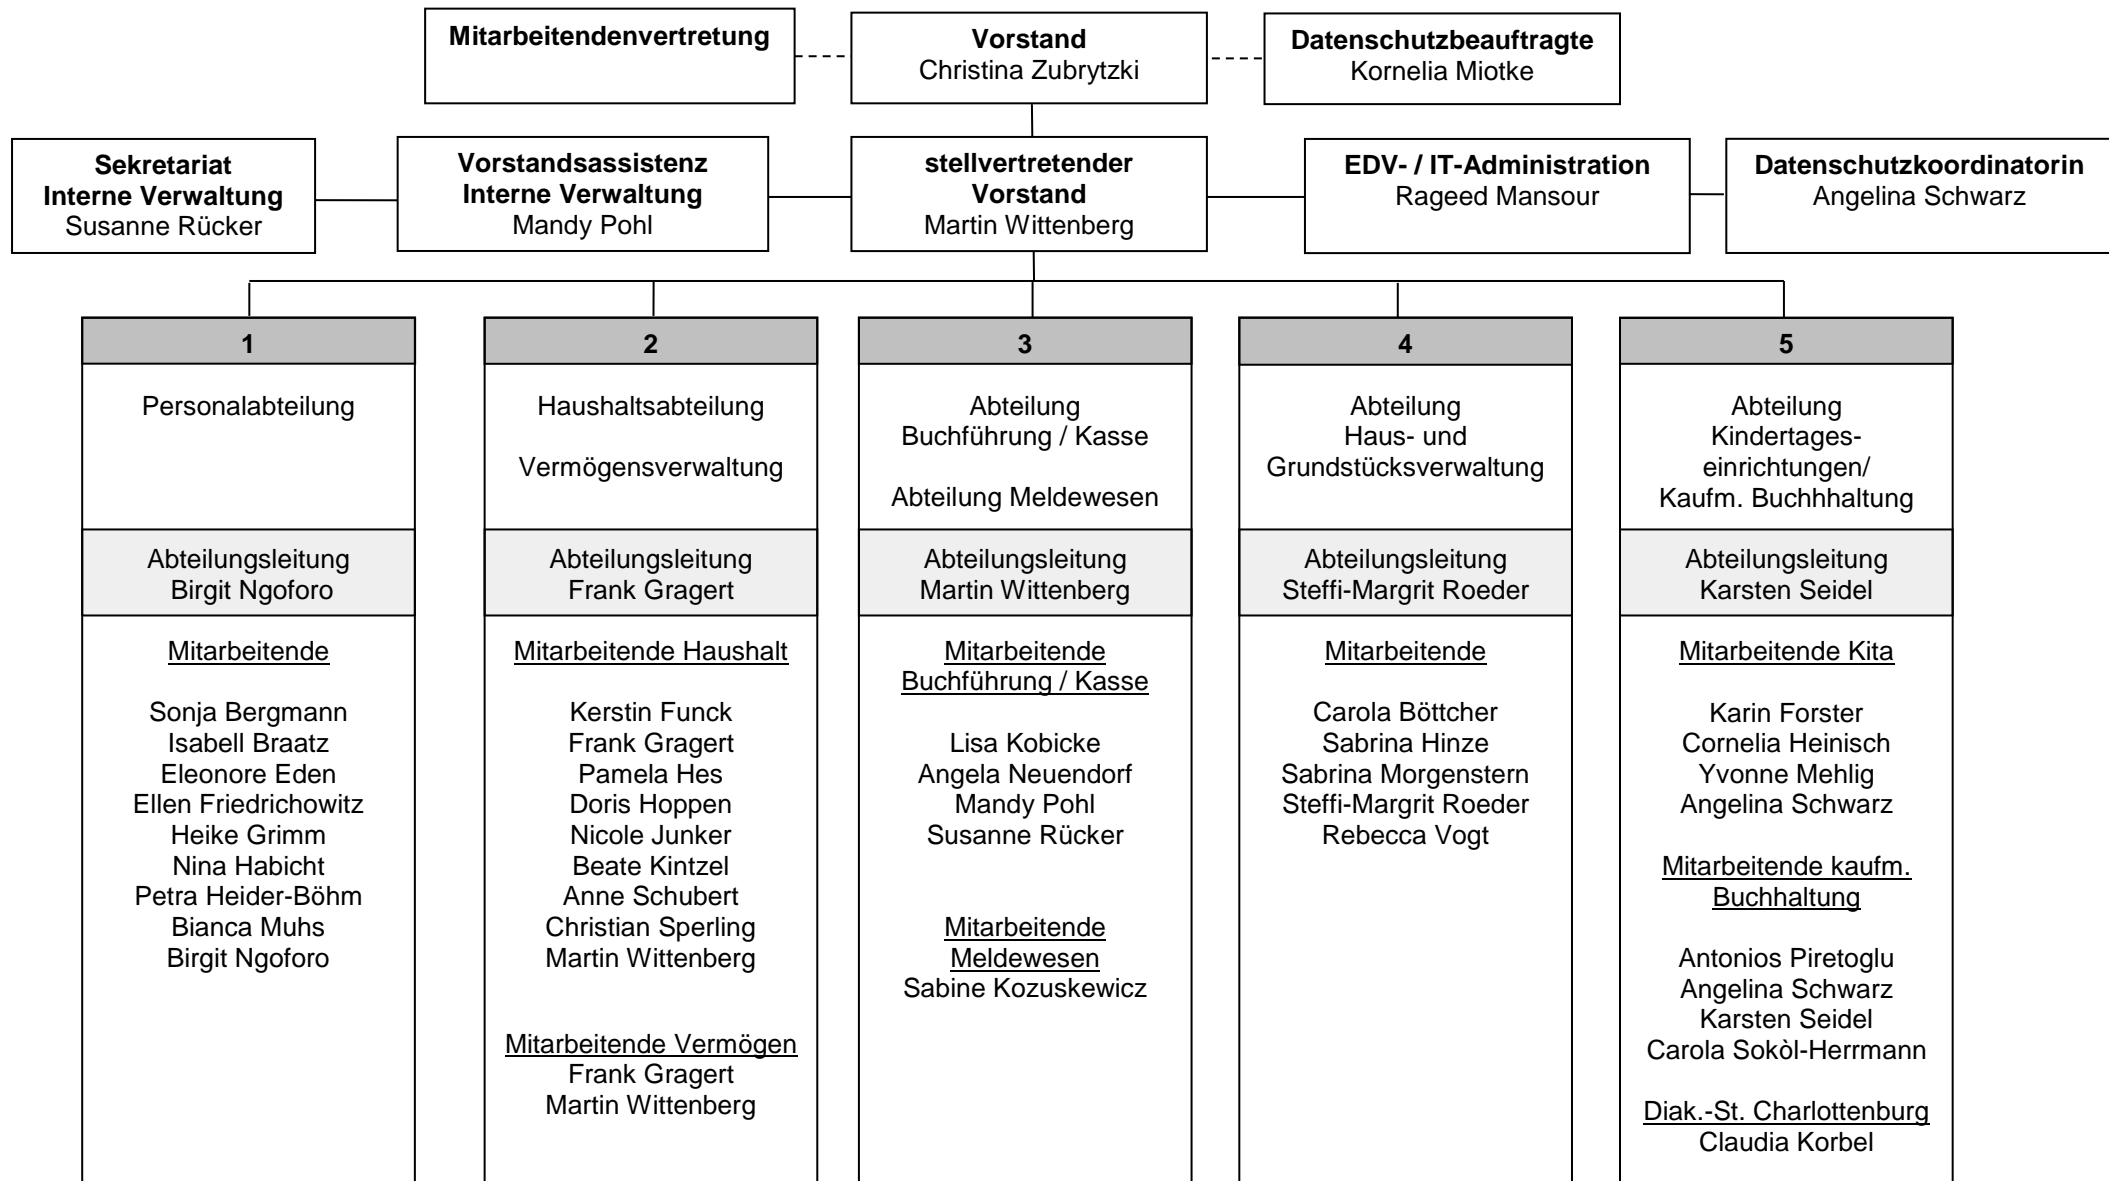 Mitarbeitendenvertretung
Vorstand
Christina Zubrytzki
Datenschutzbeauftragte
Kornelia Miotke
Sekretariat
Interne Verwaltung
Susanne Rücker
Vorstandsassistenz
Interne Verwaltung
Mandy Pohl
stellvertretender
Vorstand
Martin Wittenberg
EDV- / IT-Administration
Rageed Mansour
Datenschutzkoordinatorin
Angelina Schwarz
1
Personalabteilung
Abteilungsleitung
Birgit Ngoforo
Mitarbeitende
Sonja Bergmann
Isabell Braatz
Eleonore Eden
Ellen Friedrichowitz
Heike Grimm
Nina Habicht
Petra Heider-Böhm
Bianca Muhs
Birgit Ngoforo
2
Haushaltsabteilung
Vermögensverwaltung
Abteilungsleitung
Frank Gragert
Mitarbeitende Haushalt
Kerstin Funck
Frank Gragert
Pamela Hes
Doris Hoppen
Nicole Junker
Beate Kintzel
Anne Schubert
Christian Sperling
Martin Wittenberg
Mitarbeitende Vermögen
Frank Gragert
Martin Wittenberg
3
Abteilung
Buchführung / Kasse
Abteilung Meldewesen
Abteilungsleitung
Martin Wittenberg
Mitarbeitende
Buchführung / Kasse
Lisa Kobicke
Angela Neuendorf
Mandy Pohl
Susanne Rücker
Mitarbeitende
Meldewesen
Sabine Kozuskewicz
4
Abteilung
Haus- und
Grundstücksverwaltung
Abteilungsleitung
Steffi-Margrit Roeder
Mitarbeitende
Carola Böttcher
Sabrina Hinze
Sabrina Morgenstern
Steffi-Margrit Roeder
Rebecca Vogt
5
Abteilung
Kindertages-
einrichtungen/
Kaufm. Buchhhaltung
Abteilungsleitung
Karsten Seidel
Mitarbeitende Kita
Karin Forster
Cornelia Heinisch
Yvonne Mehlig
Angelina Schwarz
Mitarbeitende kaufm.
Buchhaltung
Antonios Piretoglu
Angelina Schwarz
Karsten Seidel
Carola Sokòl-Herrmann
Diak.-St. Charlottenburg
Claudia Korbel